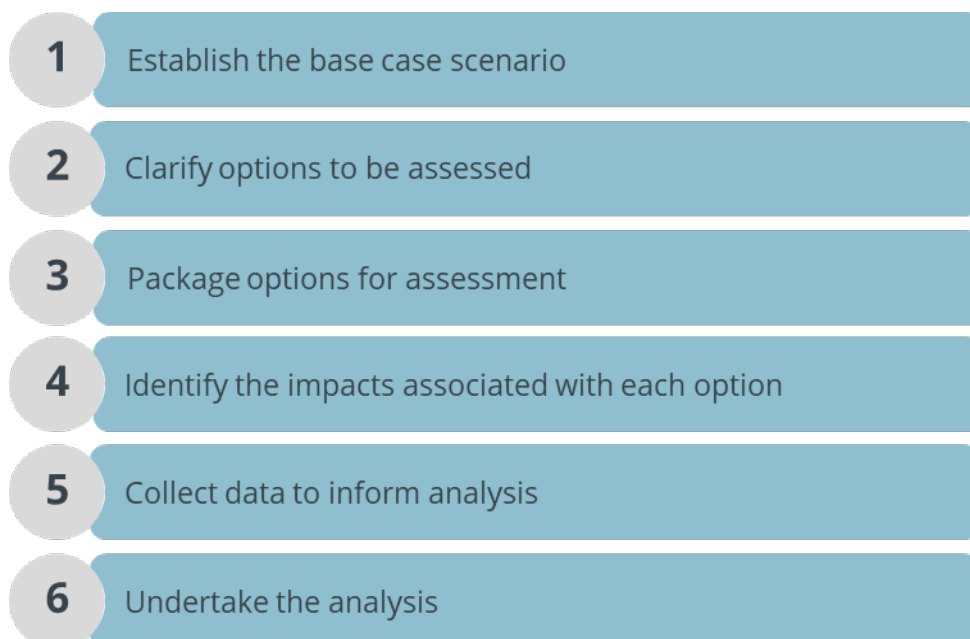 1 Establish the base case scenario
2 Clarify options to be assessed
3 Package options for assessment
4 Identify the impacts associated with each option
5 Collect data to inform analysis
6 Undertake the analysis